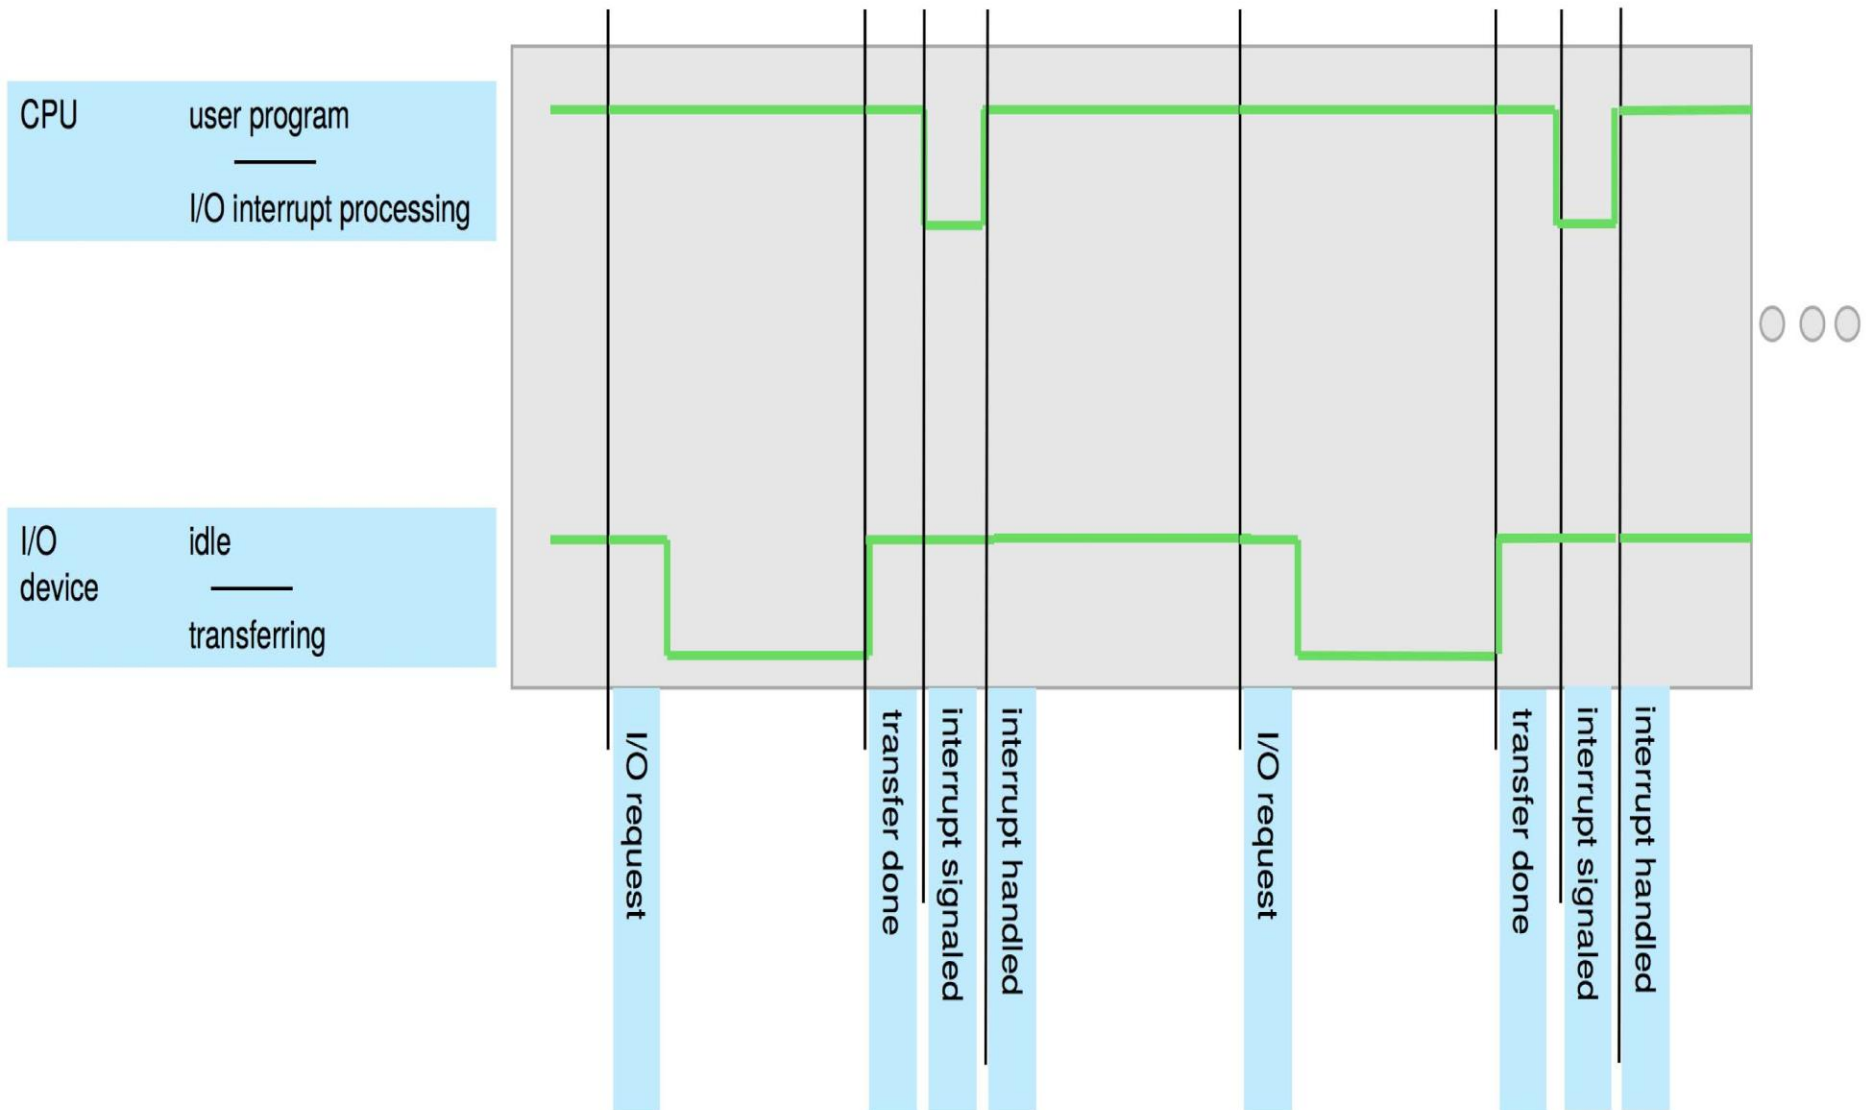 CPU
user program
I/O interrupt processing
I/O
device
idle
transferring
I/O request
transfer done
interrupt signaled
interrupt handled
I/O request
transfer done
interrupt signaled
interrupt handled